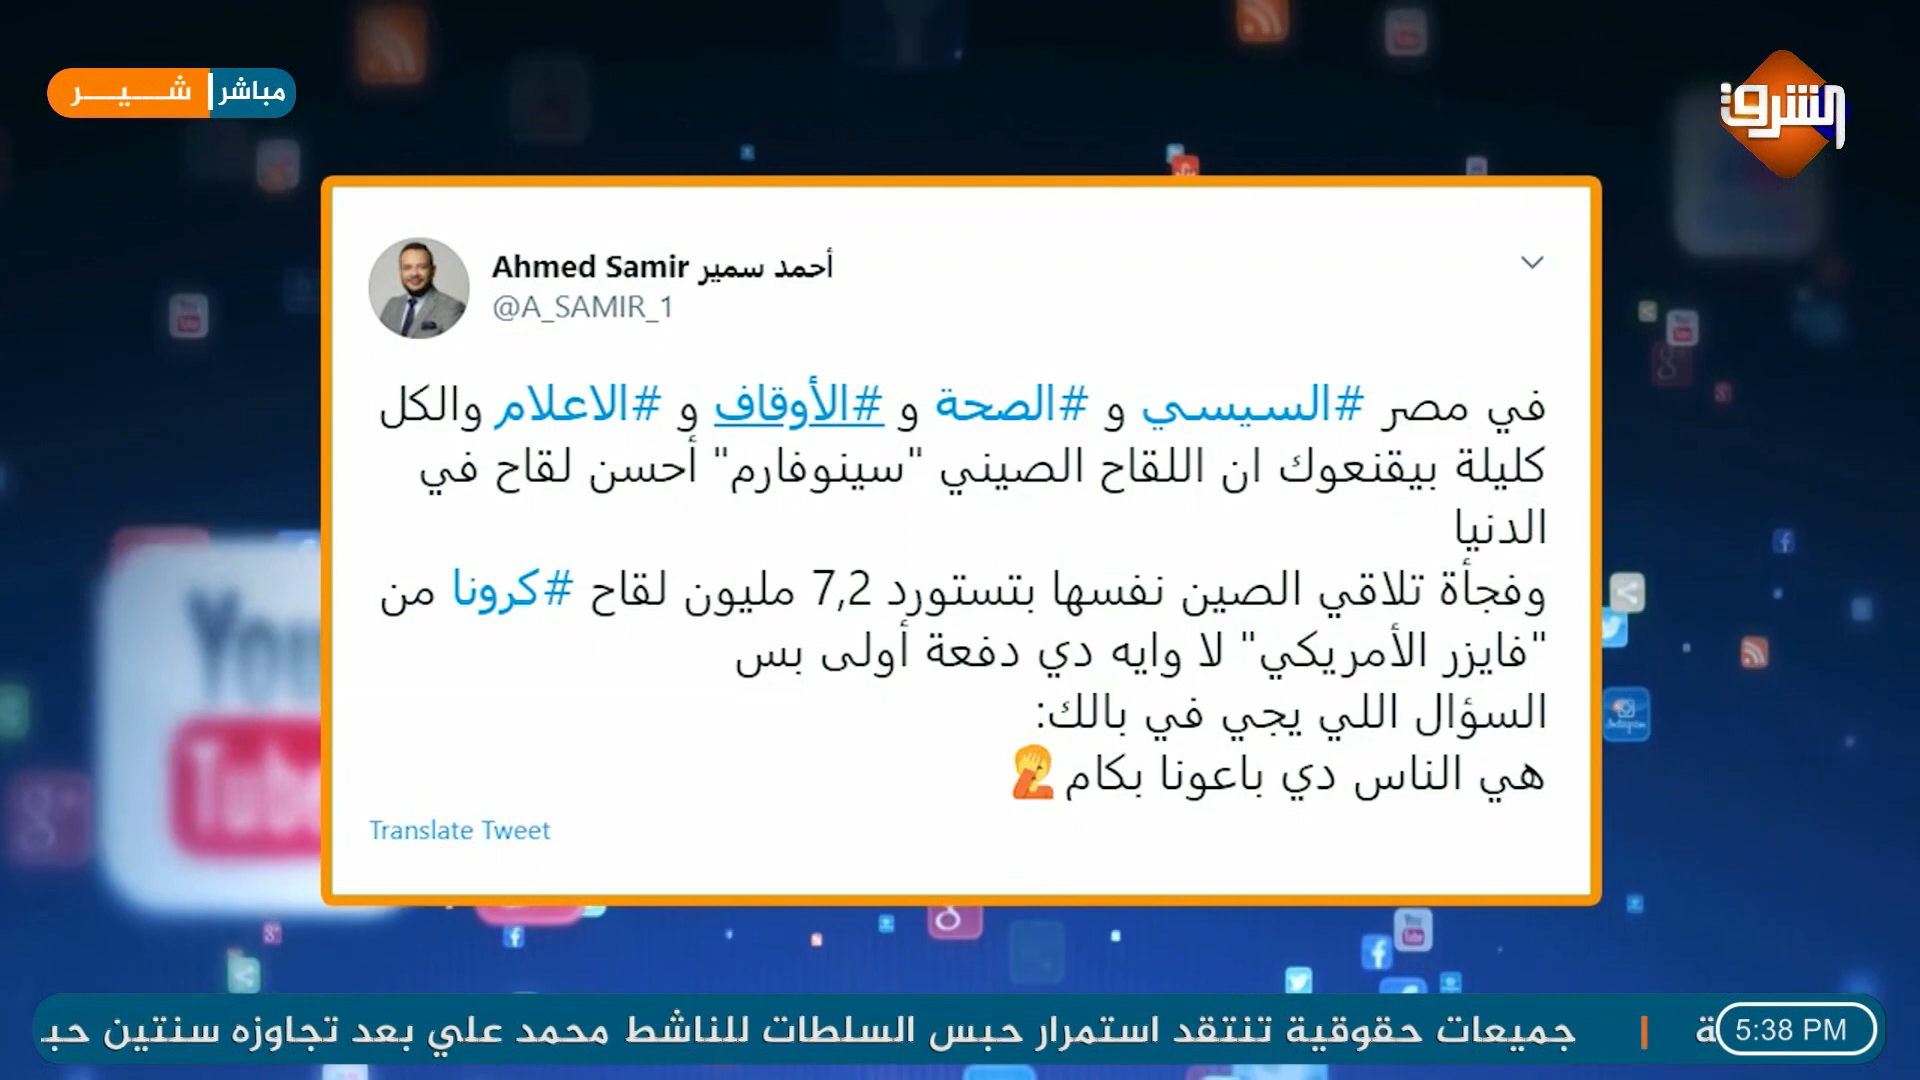 مباشر
شـــيـــر
الشرق
Ahmed Samir أحمد سمير
@A_SAMIR_1
في مصر #السيسي و #الصحة و #الأوقاف و #الاعلام والكل
كليلة بيقنعوك ان اللقاح الصيني "سينوفارم" أحسن لقاح في
الدنيا
وفجأة تلاقي الصين نفسها بتستورد 7,2 مليون لقاح #كرونا من
"فايزر الأمريكي" لا وايه دي دفعة أولى بس
السؤال اللي يجي في بالك:
هي الناس دي باعونا بكام🤦
Translate Tweet
You
Tube
جميعات حقوقية تنتقد استمرار حبس السلطات للناشط محمد علي بعد تجاوزه سنتين حبـ
5:38 PM